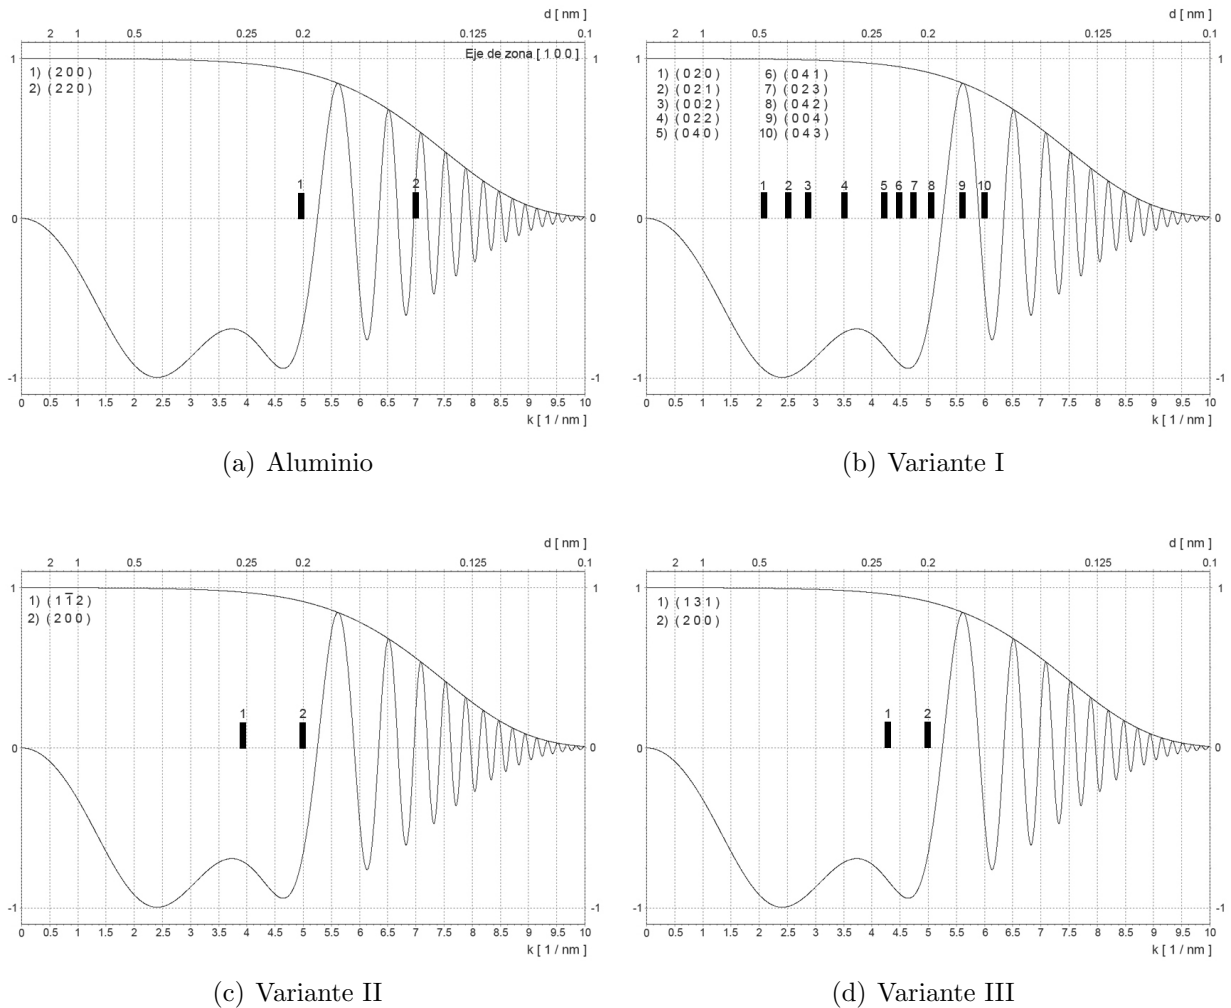 d [ nm ]
2 1 0.5 0.25 0.2 0.125 0.1
Eje de zona [ 1 0 0 ]
1) ( 2 0 0 )
2) ( 2 2 0 )
1 1
1 2
0 0
-1 -1
0 0.5 1 1.5 2 2.5 3 3.5 4 4.5 5 5.5 6 6.5 7 7.5 8 8.5 9 9.5 10
k [ 1 / nm ]
(a) Aluminio
d [ nm ]
2 1 0.5 0.25 0.2 0.125 0.1
1) ( 0 2 0 ) 6) ( 0 4 1 )
2) ( 0 2 1 ) 7) ( 0 2 3 )
3) ( 0 0 2 ) 8) ( 0 4 2 )
4) ( 0 2 2 ) 9) ( 0 0 4 )
5) ( 0 4 0 ) 10) ( 0 4 3 )
1 1
1 2 3 4 5 6 7 8 9 10
0 0
-1 -1
0 0.5 1 1.5 2 2.5 3 3.5 4 4.5 5 5.5 6 6.5 7 7.5 8 8.5 9 9.5 10
k [ 1 / nm ]
(b) Variante I
d [ nm ]
2 1 0.5 0.25 0.2 0.125 0.1
1) ( 1 1̅ 2 )
2) ( 2 0 0 )
1 1
1 2
0 0
-1 -1
0 0.5 1 1.5 2 2.5 3 3.5 4 4.5 5 5.5 6 6.5 7 7.5 8 8.5 9 9.5 10
k [ 1 / nm ]
(c) Variante II
d [ nm ]
2 1 0.5 0.25 0.2 0.125 0.1
1) ( 1 3 1 )
2) ( 2 0 0 )
1 1
1 2
0 0
-1 -1
0 0.5 1 1.5 2 2.5 3 3.5 4 4.5 5 5.5 6 6.5 7 7.5 8 8.5 9 9.5 10
k [ 1 / nm ]
(d) Variante III